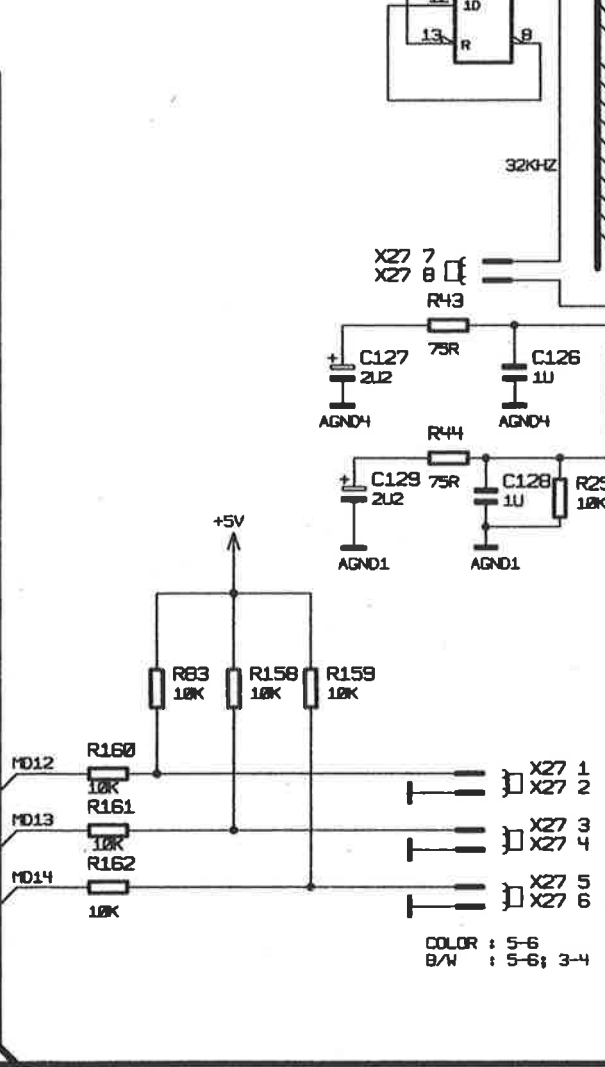 1D
13
R
8
32KHZ
X27 7
X27 8
R43
75R
C127
2U2
C126
1U
AGND4
AGND4
R44
C129
2U2
75R
C128
1U
10K
+5V
AGND1
AGND1
R83
10K
R158
10K
R159
10K
R160
MD12
10K
X27 1
X27 2
R161
MD13
10K
X27 3
X27 4
R162
MD14
10K
X27 5
X27 6
COLOR : 5-6
B/W : 5-6; 3-4